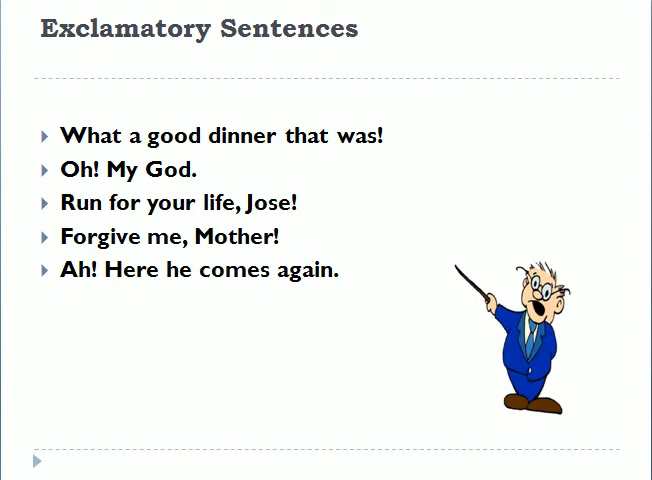 Exclamatory Sentences
What a good dinner that was!
Oh! My God.
Run for your life, Jose!
Forgive me, Mother!
Ah! Here he comes again.